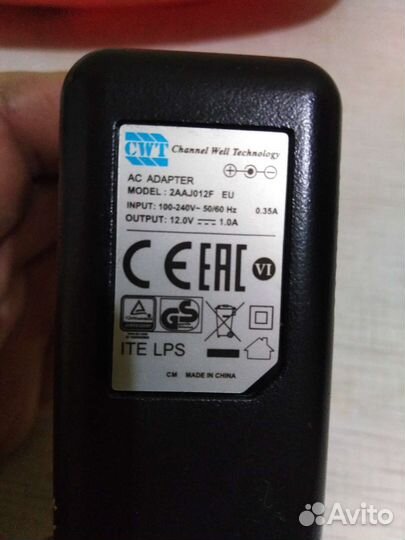 CWT Channel Well Technology
AC ADAPTER
MODEL : 2AAJ012F EU
INPUT: 100-240V~ 50/60 Hz 0.35A
OUTPUT: 12.0V ⎓ 1.0A
CE EAC VI
GS
ITE LPS
CM MADE IN CHINA
Avito